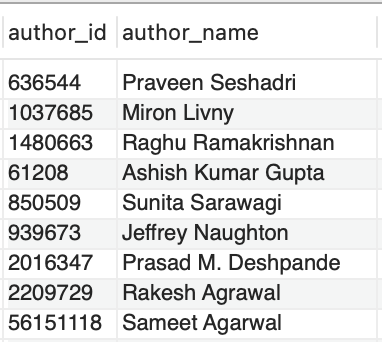 author_id author_name
636544 Praveen Seshadri
1037685 Miron Livny
1480663 Raghu Ramakrishnan
61208 Ashish Kumar Gupta
850509 Sunita Sarawagi
939673 Jeffrey Naughton
2016347 Prasad M. Deshpande
2209729 Rakesh Agrawal
56151118 Sameet Agarwal